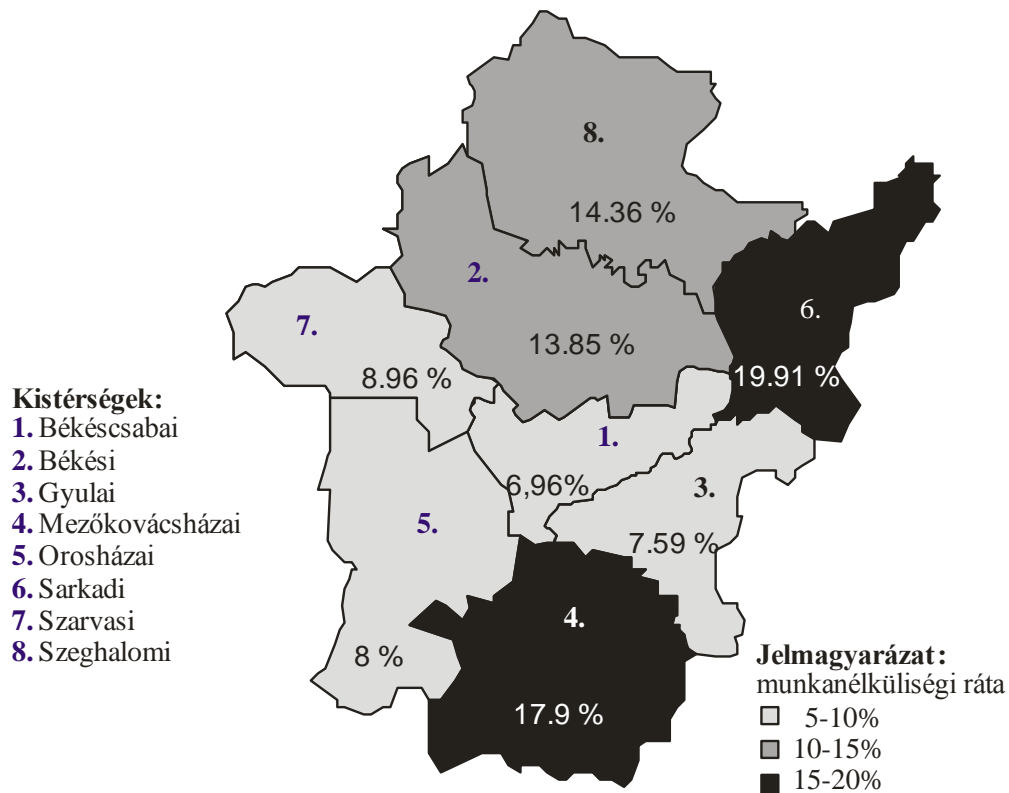 8.
14.36 %
2.
6.
7.
13.85 %
8.96 %
19.91 %
Kistérségek:
1. Békéscsabai
2. Békési
3. Gyulai
4. Mezőkovácsházai
5. Orosházai
6. Sarkadi
7. Szarvasi
8. Szeghalomi
1.
6,96%
3.
5.
7.59 %
4.
8 %
17.9 %
Jelmagyarázat:
munkanélküliségi ráta
5-10%
10-15%
15-20%